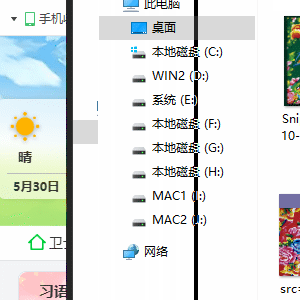 手机
此电脑
桌面
本地磁盘 (C:)
WIN2 (D:)
系统 (E:)
本地磁盘 (F:)
本地磁盘 (G:)
本地磁盘 (H:)
MAC1 (I:)
MAC2 (J:)
网络
晴
5月30日
卫
习语
Sni
10-
src